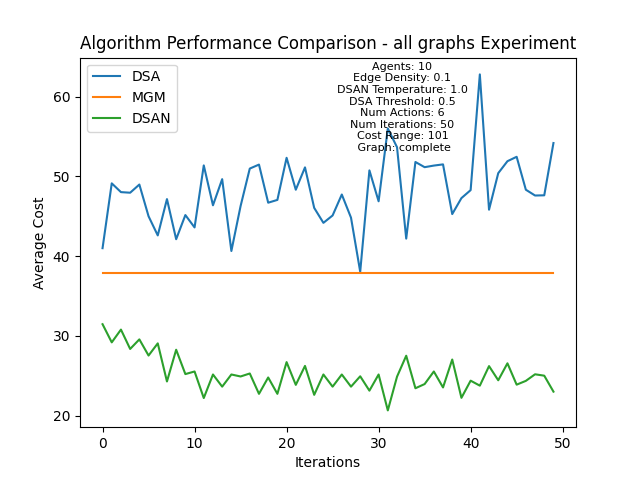 Algorithm Performance Comparison - all graphs Experiment
DSA
MGM
DSAN
Agents: 10
Edge Density: 0.1
DSAN Temperature: 1.0
DSA Threshold: 0.5
Num Actions: 6
Num Iterations: 50
Cost Range: 101
Graph: complete
Average Cost
60
50
40
30
20
0
10
20
30
40
50
Iterations